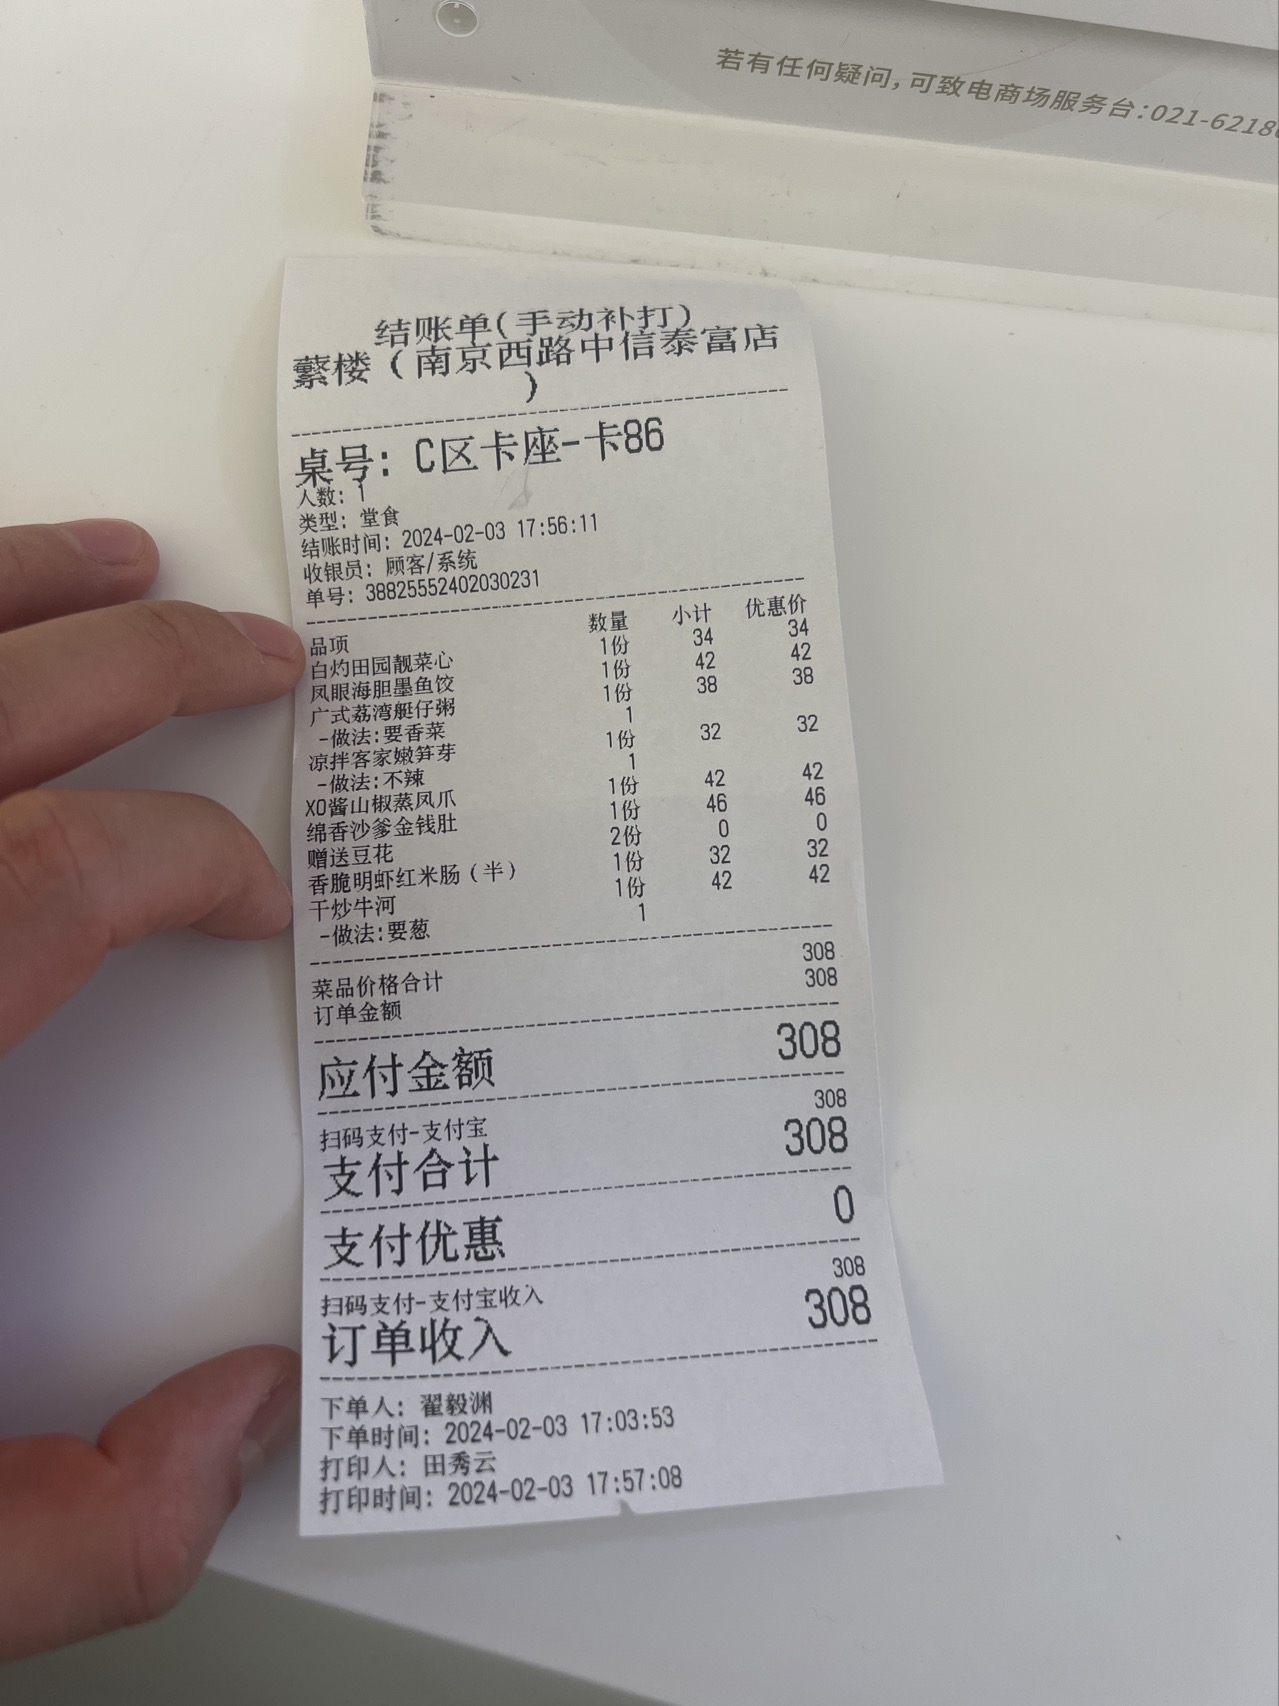 若有任何疑问，可致电商场服务台：021-6218
结账单(手动补打)
蘩楼（南京西路中信泰富店
）
桌号: C区卡座-卡86
人数: 1
类型: 堂食
结账时间: 2024-02-03 17:56:11
收银员: 顾客/系统
单号: 38825552402030231
品项 数量 小计 优惠价
白灼田园靓菜心 1份 34 34
凤眼海胆墨鱼饺 1份 42 42
广式荔湾艇仔粥 1份 38 38
-做法:要香菜 1
凉拌客家嫩笋芽 1份 32 32
-做法:不辣 1
XO酱山椒蒸凤爪 1份 42 42
绵香沙爹金钱肚 1份 46 46
赠送豆花 2份 0 0
香脆明虾红米肠（半） 1份 32 32
干炒牛河 1份 42 42
-做法:要葱 1
菜品价格合计 308
订单金额 308
应付金额 308
扫码支付-支付宝 308
支付合计 308
支付优惠 0
扫码支付-支付宝收入 308
订单收入 308
下单人: 翟毅渊
下单时间: 2024-02-03 17:03:53
打印人: 田秀云
打印时间: 2024-02-03 17:57:08